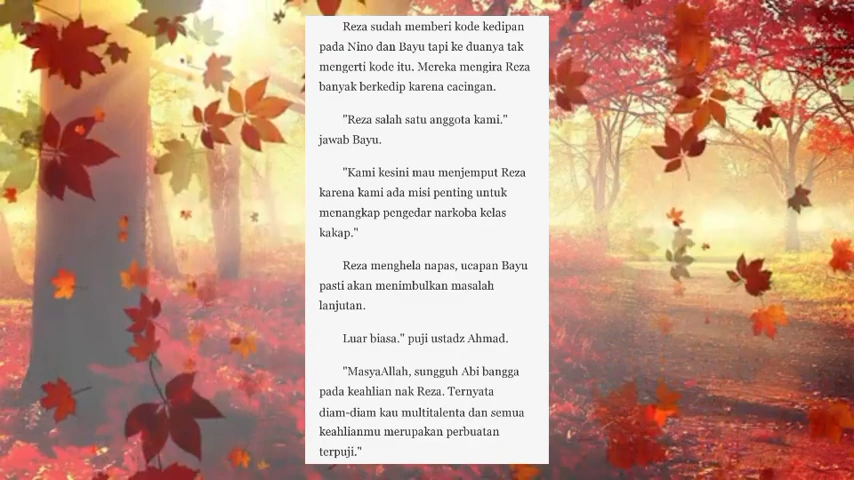 Reza sudah memberi kode kedipan
pada Nino dan Bayu tapi ke duanya tak
mengerti kode itu. Mereka mengira Reza
banyak berkedip karena cacingan.
"Reza salah satu anggota kami."
jawab Bayu.
"Kami kesini mau menjemput Reza
karena kami ada misi penting untuk
menangkap pengedar narkoba kelas
kakap."
Reza menghela napas, ucapan Bayu
pasti akan menimbulkan masalah
lanjutan.
Luar biasa." puji ustadz Ahmad.
"MasyaAllah, sungguh Abi bangga
pada keahlian nak Reza. Ternyata
diam-diam kau multitalenta dan semua
keahlianmu merupakan perbuatan
terpuji."